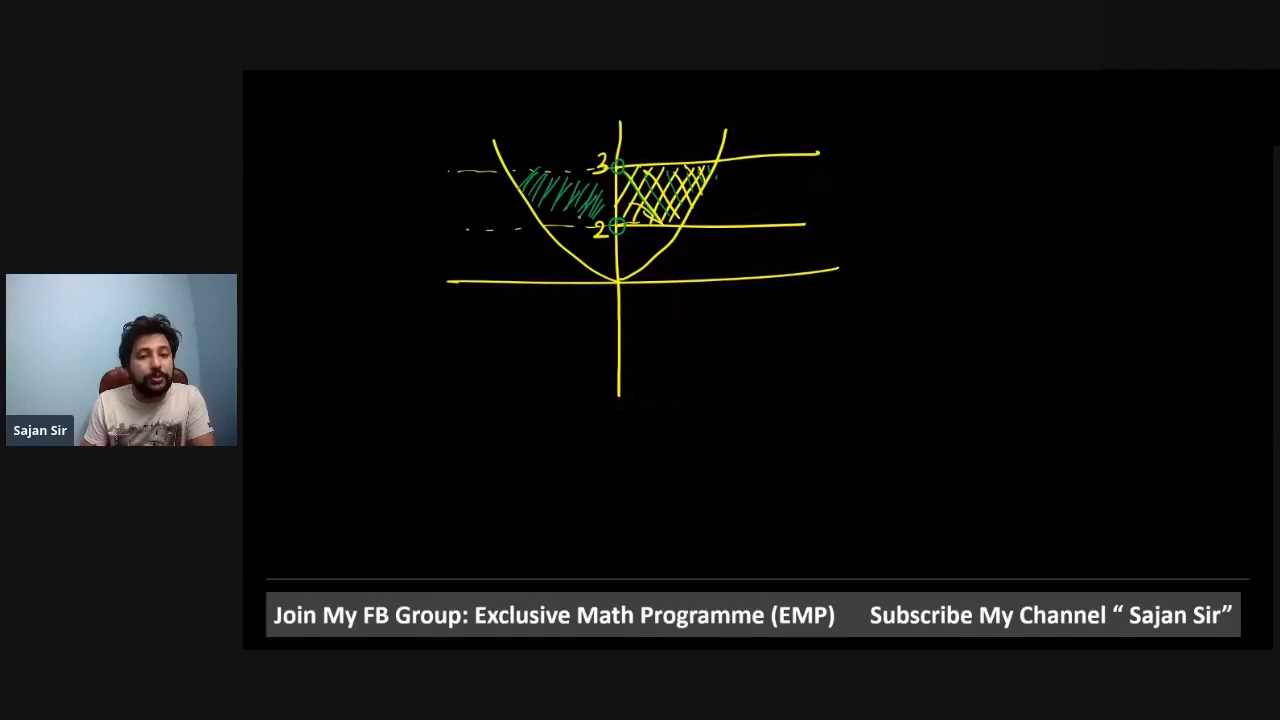 3
2
Sajan Sir
Join My FB Group: Exclusive Math Programme (EMP) Subscribe My Channel “ Sajan Sir”